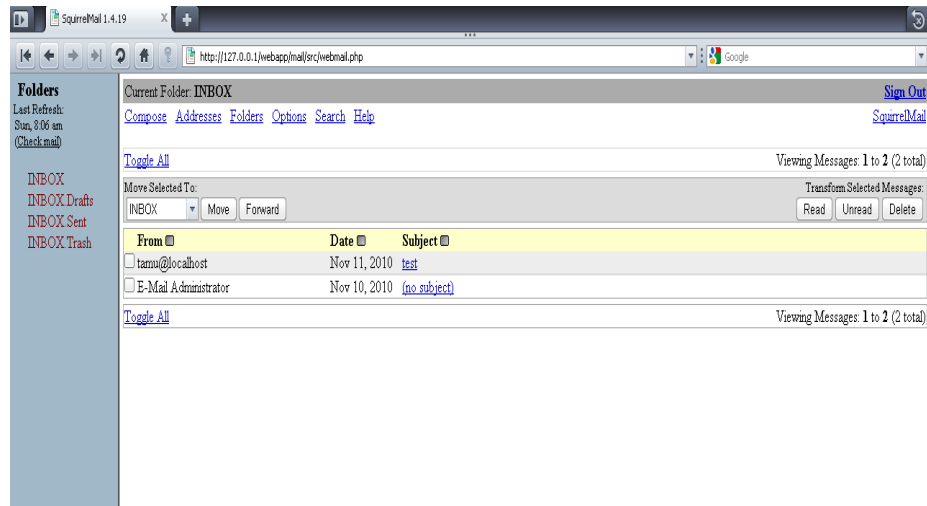 SquirrelMail 1.4.19
http://127.0.0.1/webapp/mail/src/webmail.php
Google
Folders
Last Refresh:
Sun, 8:06 am
(Check mail)
INBOX
INBOX.Drafts
INBOX.Sent
INBOX.Trash
Current Folder: INBOX
Sign Out
Compose Addresses Folders Options Search Help
SquirrelMail
Toggle All
Viewing Messages: 1 to 2 (2 total)
Move Selected To:
Transform Selected Messages:
INBOX Move Forward
Read Unread Delete
From Date Subject
tamu@localhost Nov 11, 2010 test
E-Mail Administrator Nov 10, 2010 (no subject)
Toggle All
Viewing Messages: 1 to 2 (2 total)